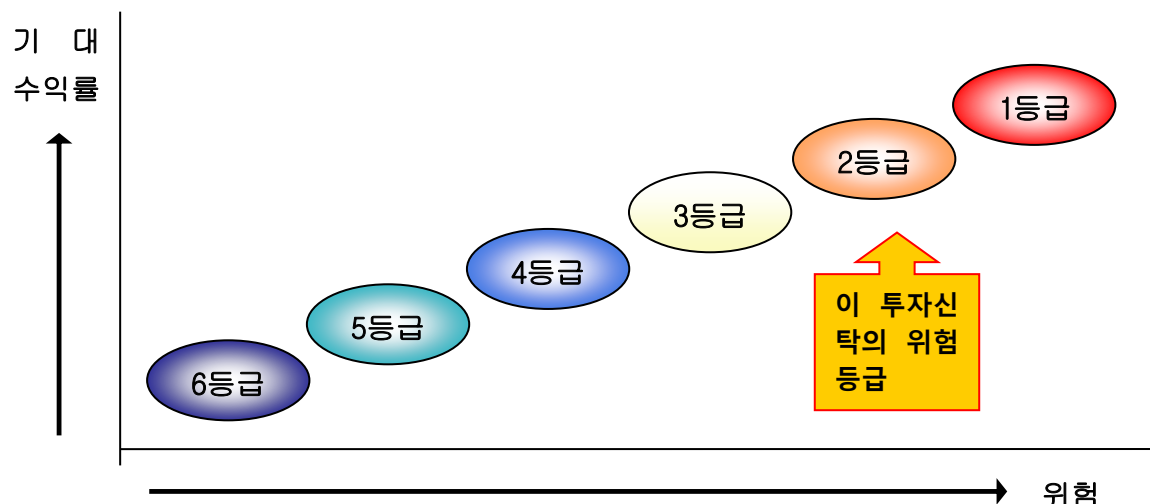 기 대
수익률
1등급
2등급
3등급
4등급
5등급
6등급
이 투자신
탁의 위험
등급
위험